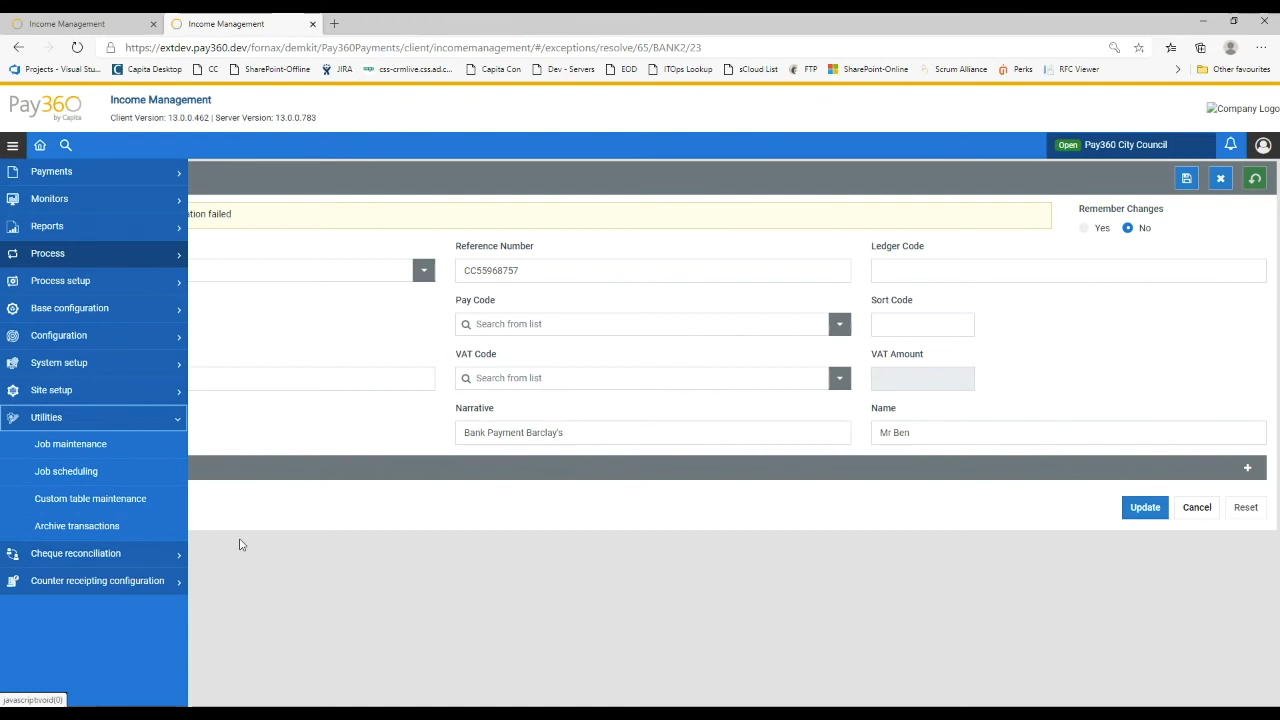 Income Management
Income Management
https://extdev.pay360.dev/fornax/demkit/Pay360Payments/client/incomemanagement/#/exceptions/resolve/65/BANK2/23
Projects - Visual Stu...
Capita Desktop
CC
SharePoint-Offline
JIRA
css-crmlive.css.ad.c...
Capita Con
Dev - Servers
EOD
ITOps Lookup
sCloud List
FTP
SharePoint-Online
Scrum Alliance
Perks
RFC Viewer
Other favourites
Pay360
by Capita
Income Management
Client Version: 13.0.0.462 | Server Version: 13.0.0.783
Company Logo
Open Pay360 City Council
Payments
Monitors
Reports
Process
Process setup
Base configuration
Configuration
System setup
Site setup
Utilities
Job maintenance
Job scheduling
Custom table maintenance
Archive transactions
Cheque reconciliation
Counter receipting configuration
ation failed
Remember Changes
Yes
No
Reference Number
CC55968757
Ledger Code
Pay Code
Search from list
Sort Code
VAT Code
Search from list
VAT Amount
Narrative
Bank Payment Barclay's
Name
Mr Ben
Update
Cancel
Reset
javascript:void(0)